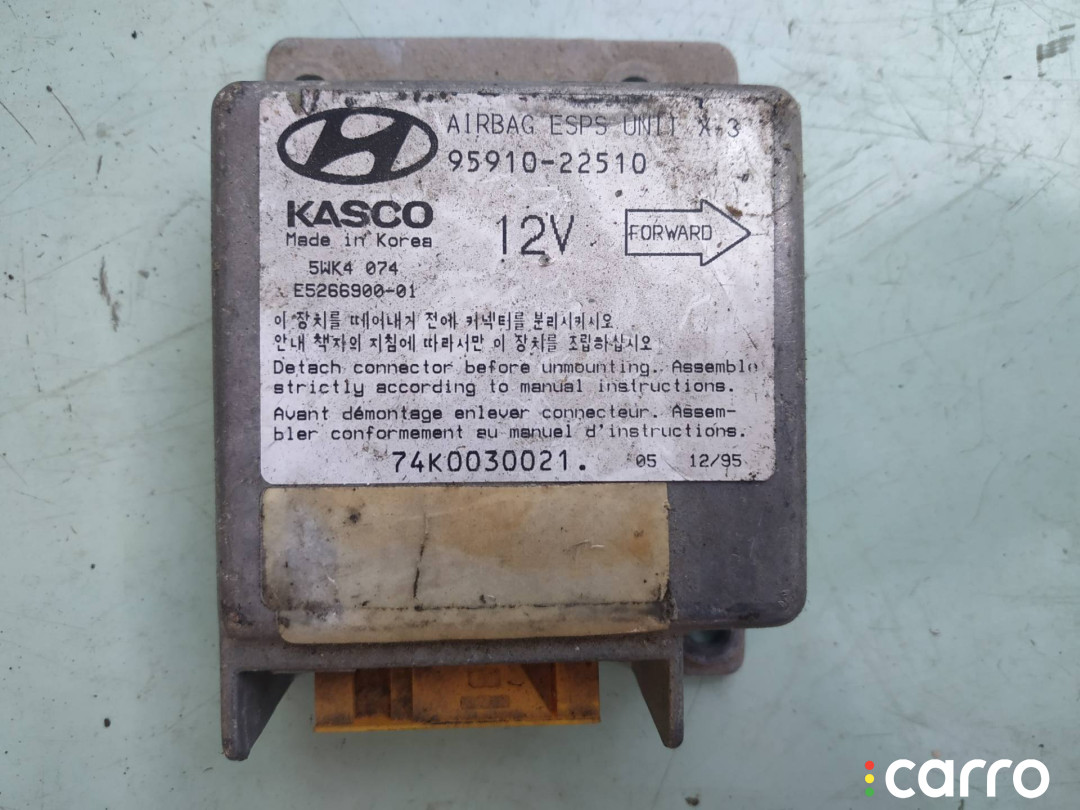 AIRBAG ESPS UNIT X-3
95910-22510
KASCO
Made in Korea
12V
FORWARD
5WK4 074
E5266900-01
이 장치를 떼어내기 전에 커넥터를 분리시키시오
안내 책자의 지침에 따라서만 이 장치를 조립하십시오
Detach connector before unmounting. Assemble
strictly according to manual instructions.
Avant démontage enlever connecteur. Assem-
bler conformement au manuel d'instructions.
74K0030021. 05 12/95
carro